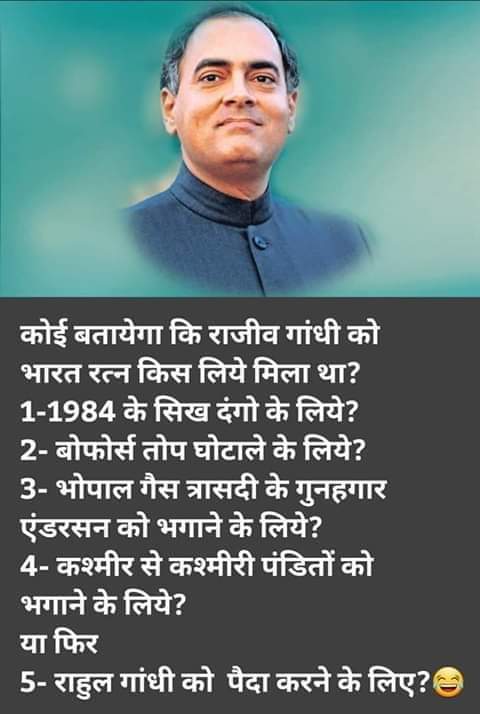 कोई बतायेगा कि राजीव गांधी को
भारत रत्न किस लिये मिला था?
1-1984 के सिख दंगो के लिये?
2- बोफोर्स तोप घोटाले के लिये?
3- भोपाल गैस त्रासदी के गुनहगार
एंडरसन को भगाने के लिये?
4- कश्मीर से कश्मीरी पंडितों को
भगाने के लिये?
या फिर
5- राहुल गांधी को पैदा करने के लिए?😂